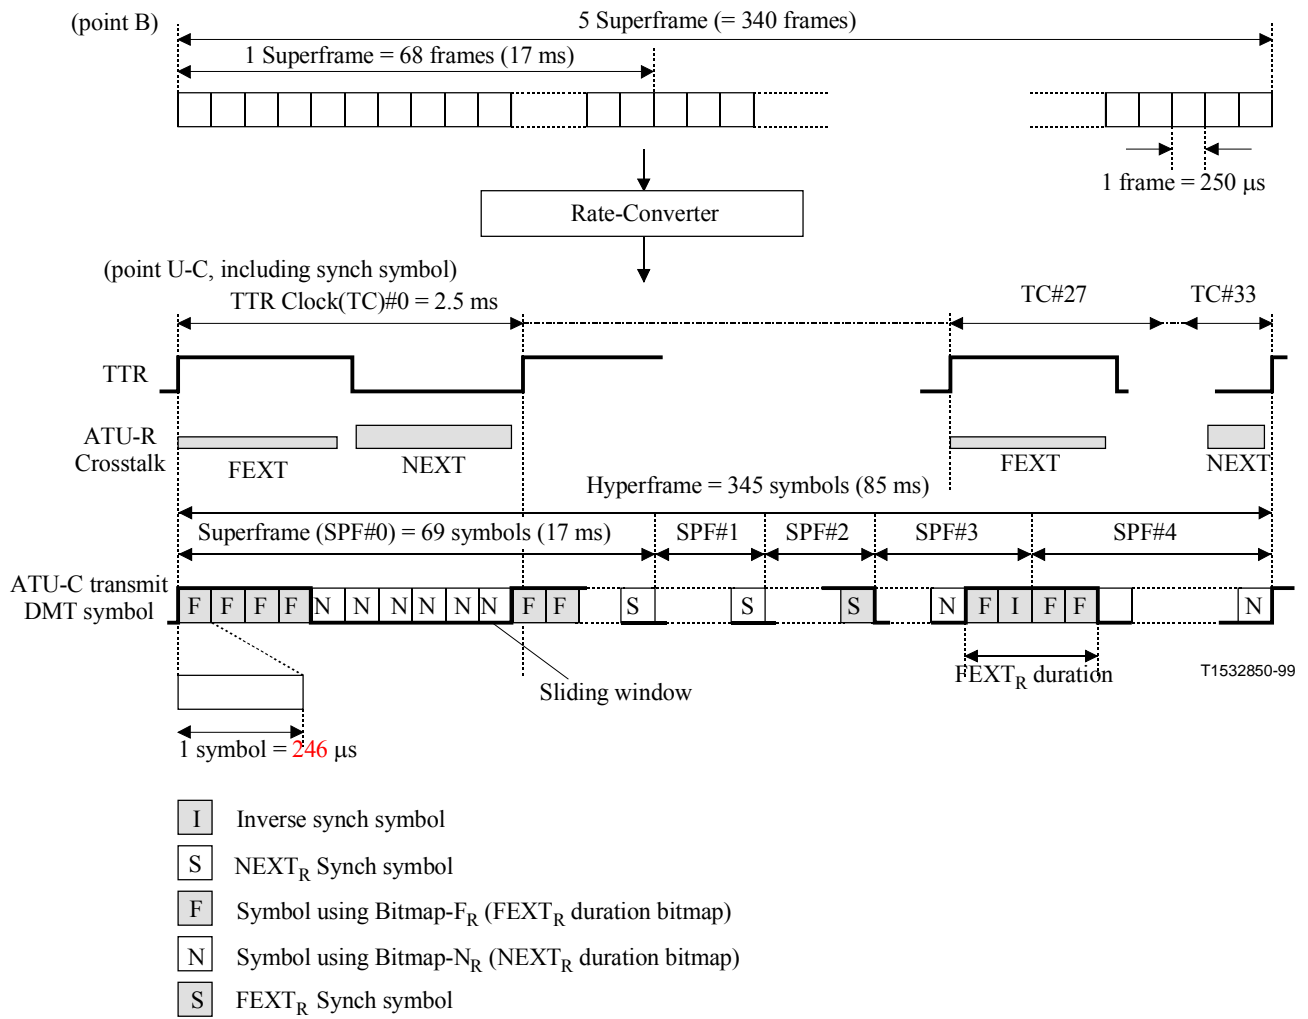 (point B)
5 Superframe (= 340 frames)
1 Superframe = 68 frames (17 ms)
1 frame = 250 μs
Rate-Converter
(point U-C, including synch symbol)
TTR Clock(TC)#0 = 2.5 ms
TC#27
TC#33
TTR
ATU-R
Crosstalk
FEXT
NEXT
FEXT
NEXT
Hyperframe = 345 symbols (85 ms)
Superframe (SPF#0) = 69 symbols (17 ms)
SPF#1
SPF#2
SPF#3
SPF#4
ATU-C transmit
DMT symbol
F F F F N N N N N N F F S S S N F I F F N
Sliding window
FEXTR duration
T1532850-99
1 symbol = 246 μs
I Inverse synch symbol
S NEXTR Synch symbol
F Symbol using Bitmap-FR (FEXTR duration bitmap)
N Symbol using Bitmap-NR (NEXTR duration bitmap)
S FEXTR Synch symbol